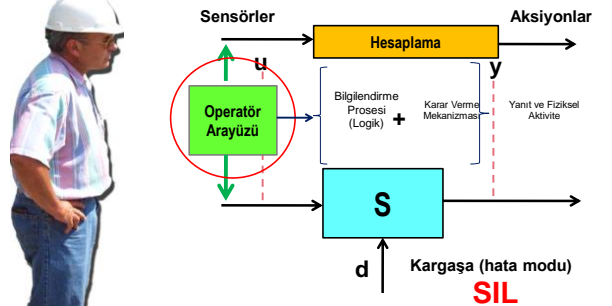 Sensörler
Aksiyonlar
Hesaplama
u
y
Operatör
Arayüzü
Bilgilendirme
Prosesi
(Logik)
+
Karar Verme
Mekanizması
Yanıt ve Fiziksel
Aktivite
S
d
Kargaşa (hata modu)
SIL